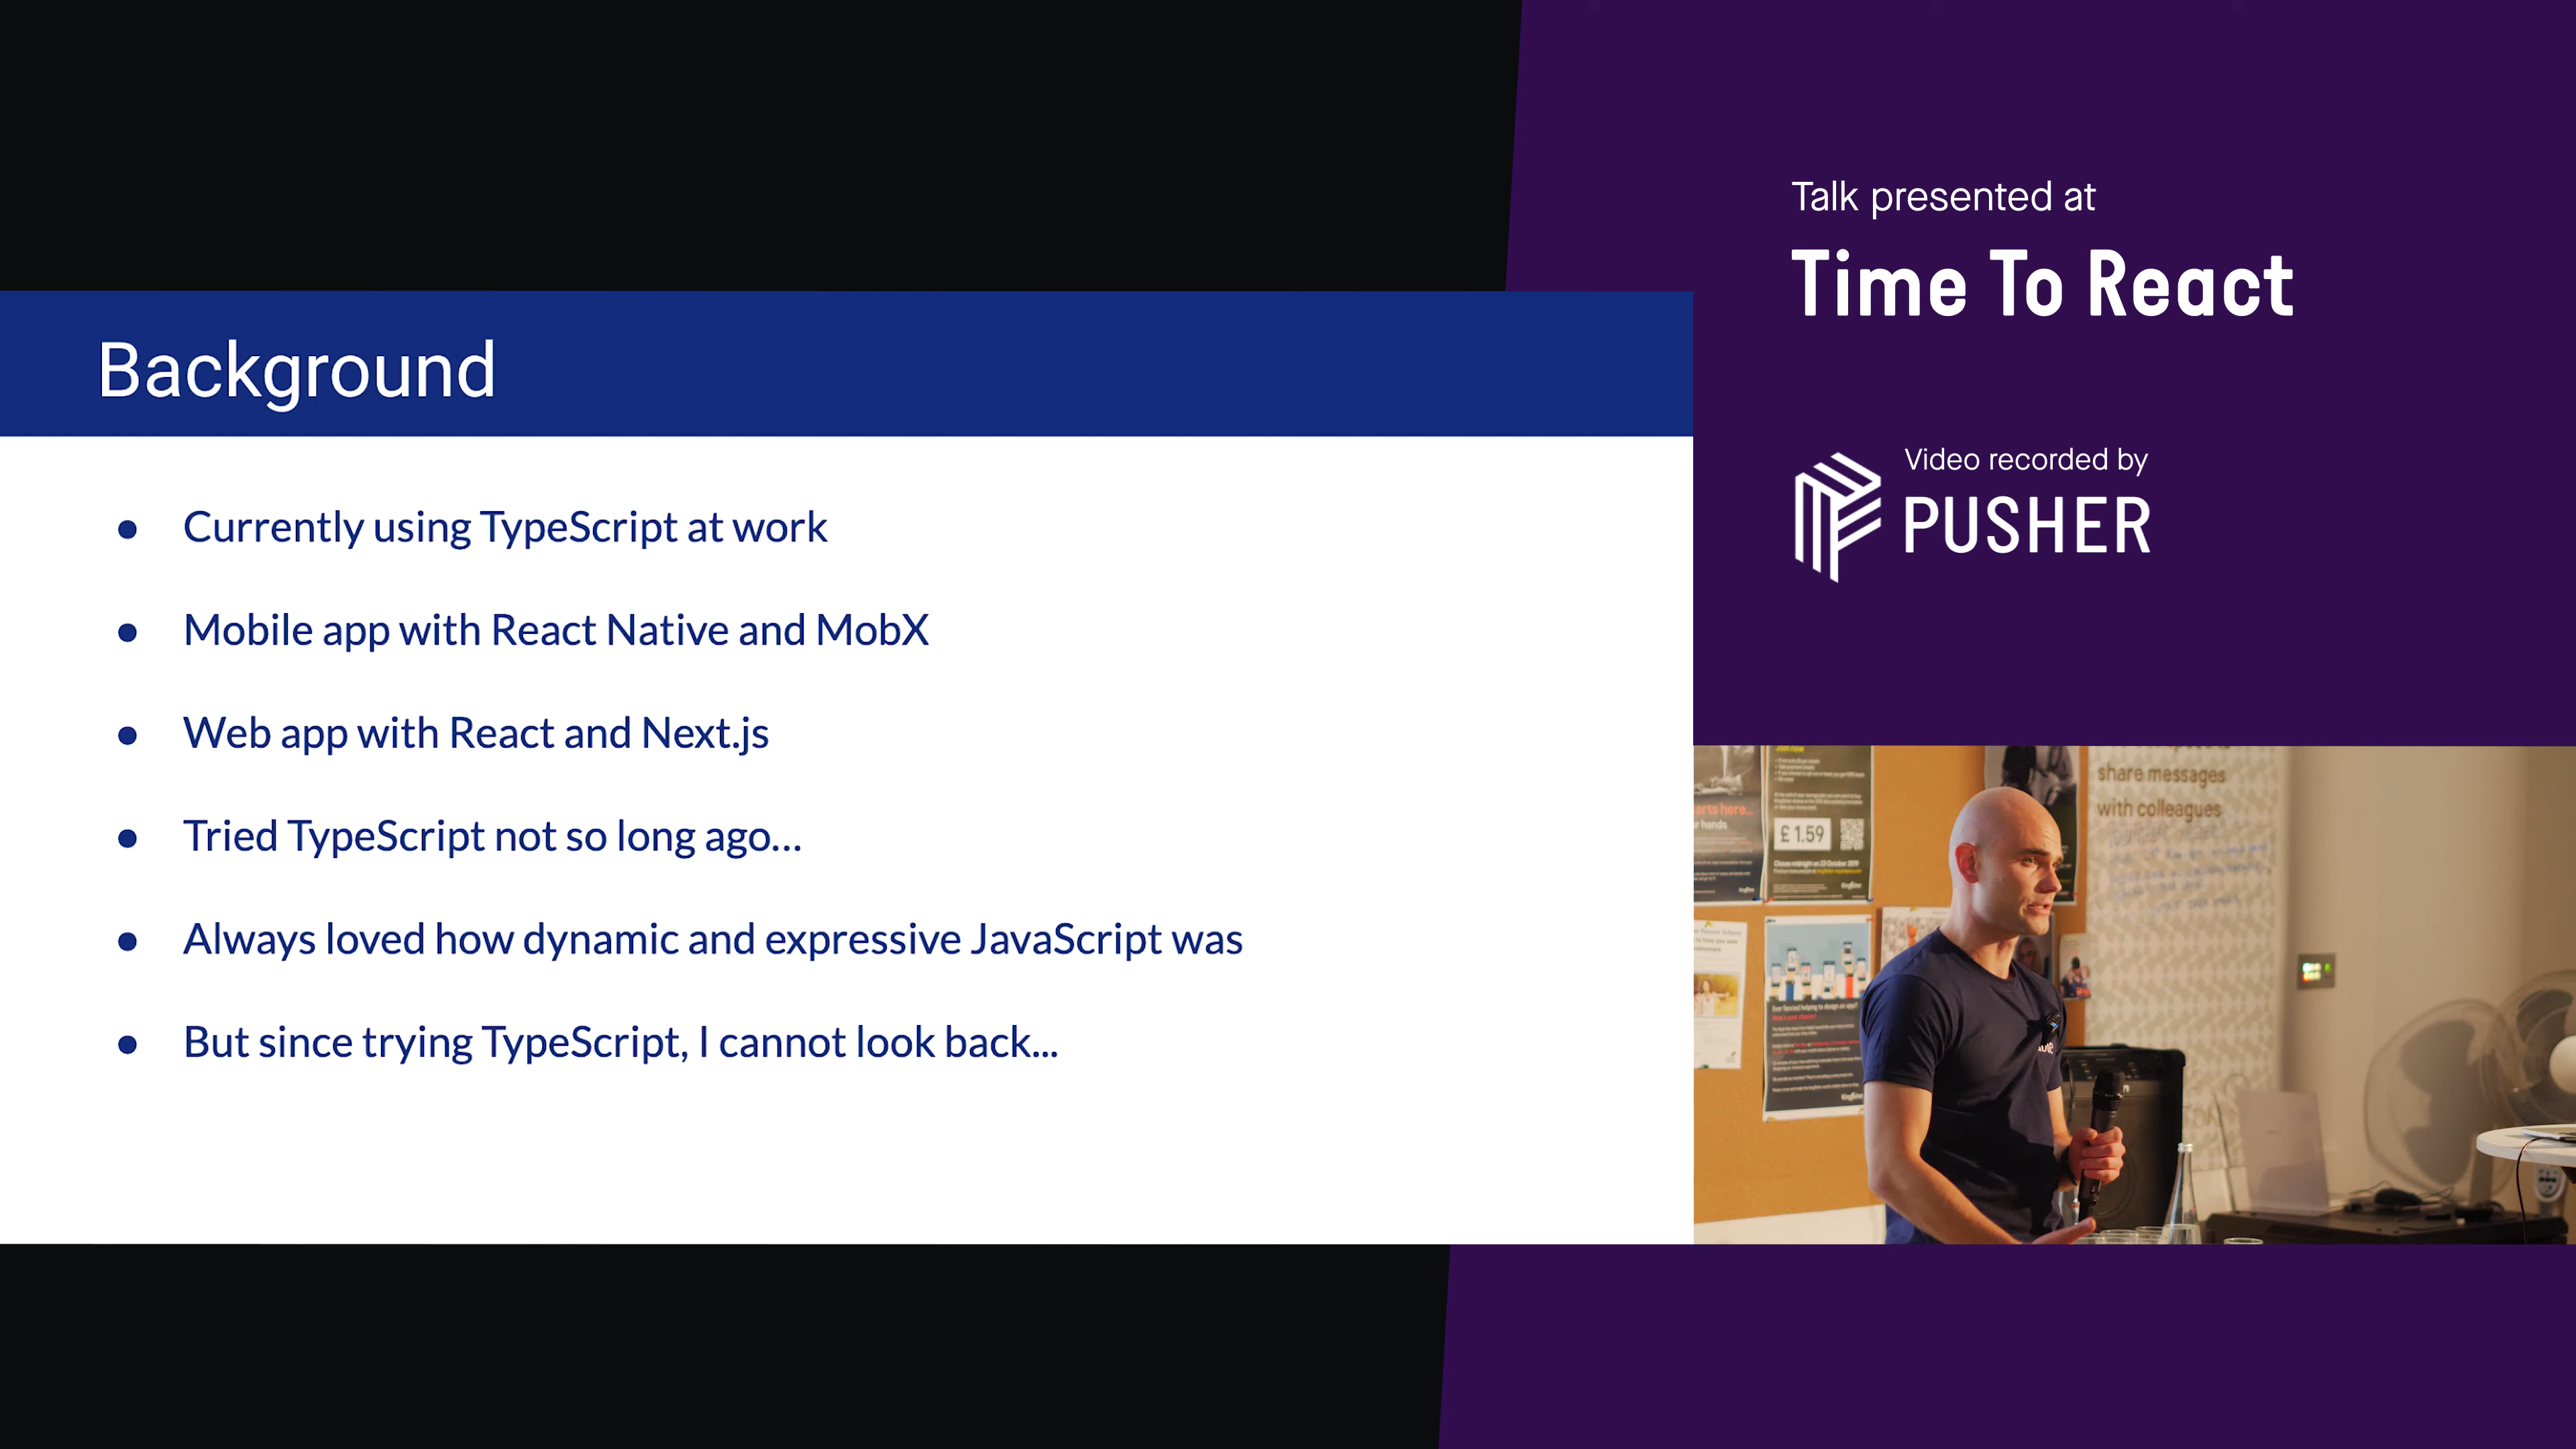 Talk presented at
Time To React
Video recorded by
PUSHER
Background
Currently using TypeScript at work
Mobile app with React Native and MobX
Web app with React and Next.js
Tried TypeScript not so long ago...
Always loved how dynamic and expressive JavaScript was
But since trying TypeScript, I cannot look back...
share messages
with colleagues
arts here...
hands
£1.59